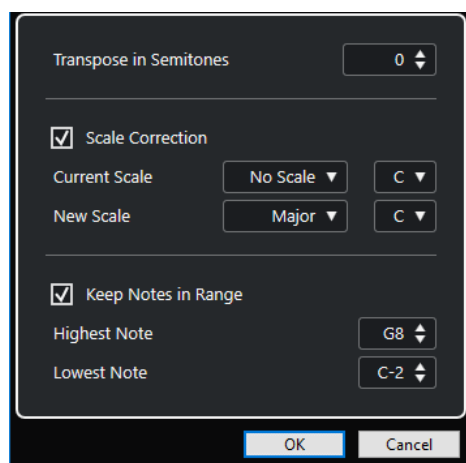 Transpose in Semitones 0
Scale Correction
Current Scale No Scale C
New Scale Major C
Keep Notes in Range
Highest Note G8
Lowest Note C-2
OK Cancel